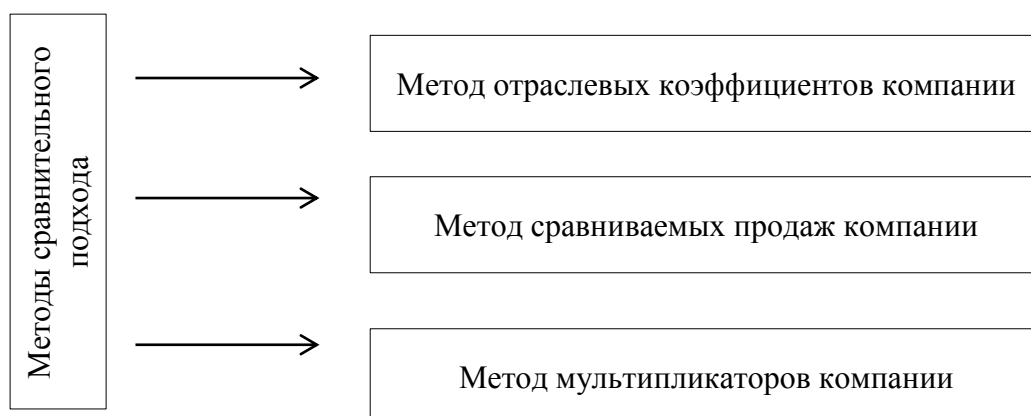 Методы сравнительного
подхода
Метод отраслевых коэффициентов компании
Метод сравниваемых продаж компании
Метод мультипликаторов компании